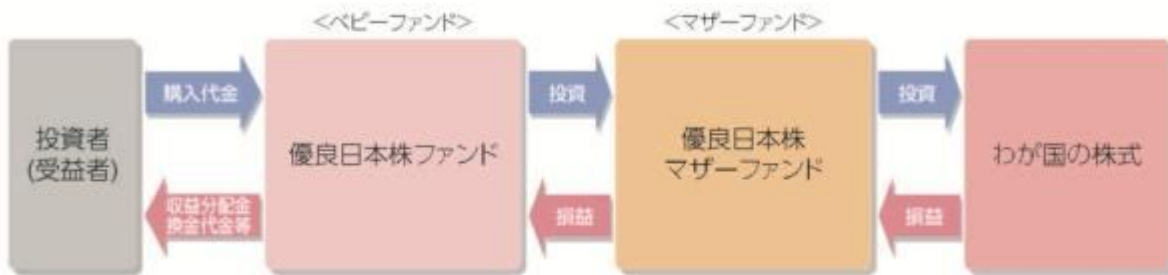 <ベビーファンド>
<マザーファンド>
投資者
(受益者)
購入代金
収益分配金
換金代金等
優良日本株ファンド
投資
損益
優良日本株
マザーファンド
投資
損益
わが国の株式